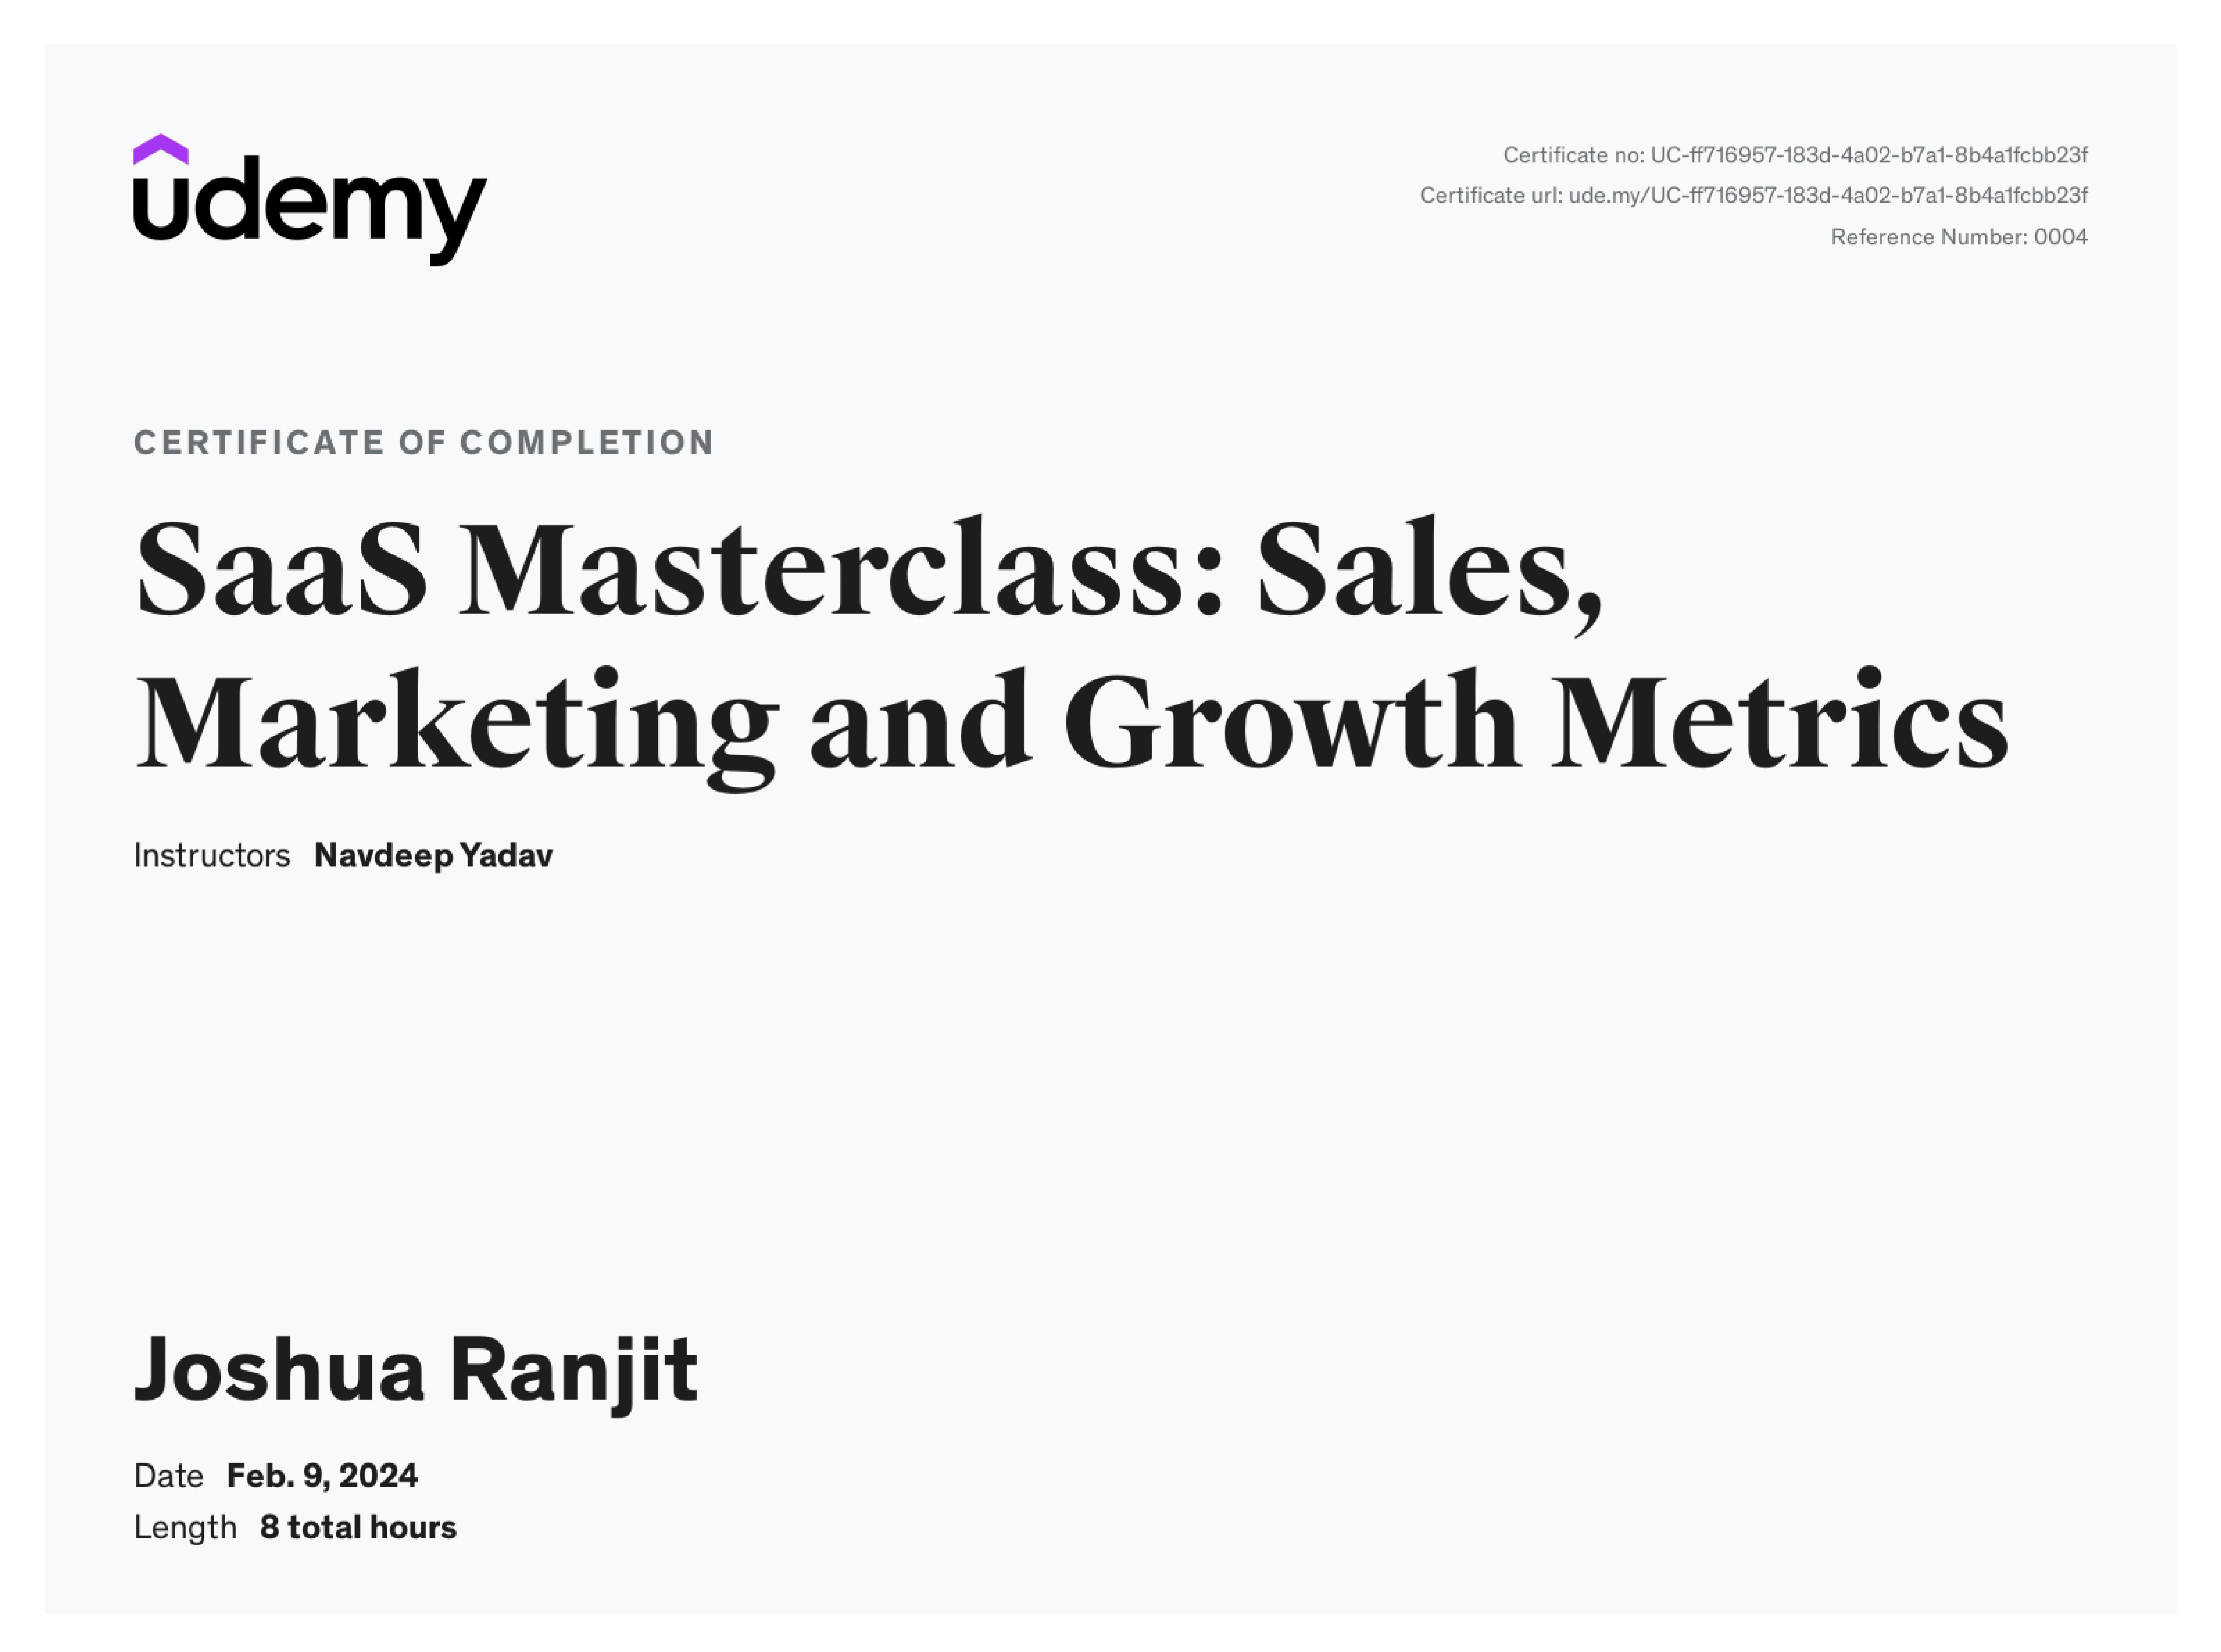 udemy
Certificate no: UC-ff716957-183d-4a02-b7a1-8b4a1fcbb23f
Certificate url: ude.my/UC-ff716957-183d-4a02-b7a1-8b4a1fcbb23f
Reference Number: 0004
CERTIFICATE OF COMPLETION
SaaS Masterclass: Sales,
Marketing and Growth Metrics
Instructors Navdeep Yadav
Joshua Ranjit
Date Feb. 9, 2024
Length 8 total hours